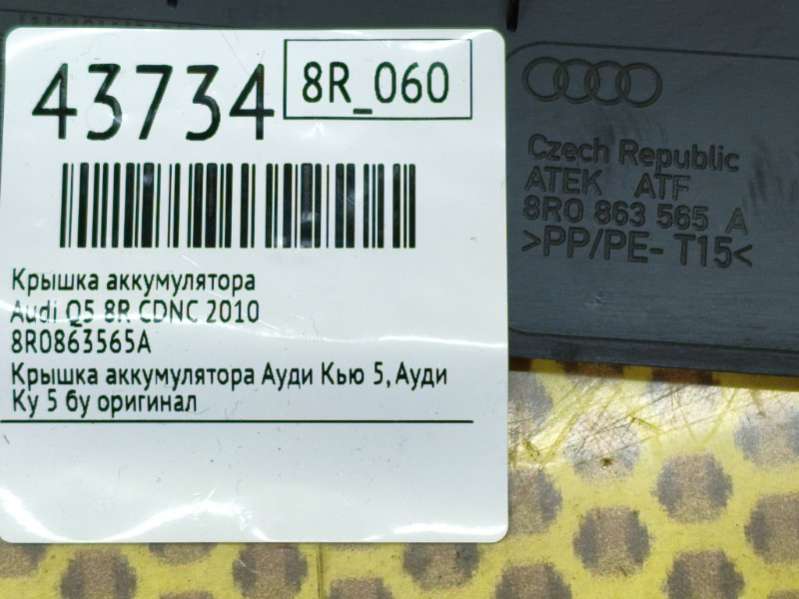 43734
8R_060
Крышка аккумулятора
Audi Q5 8R CDNC 2010
8R0863565A
Крышка аккумулятора Ауди Кью 5, Ауди
Ку 5 бу оригинал
Czech Republic
ATEK ATF
8R0 863 565 A
>PP/PE- T15<